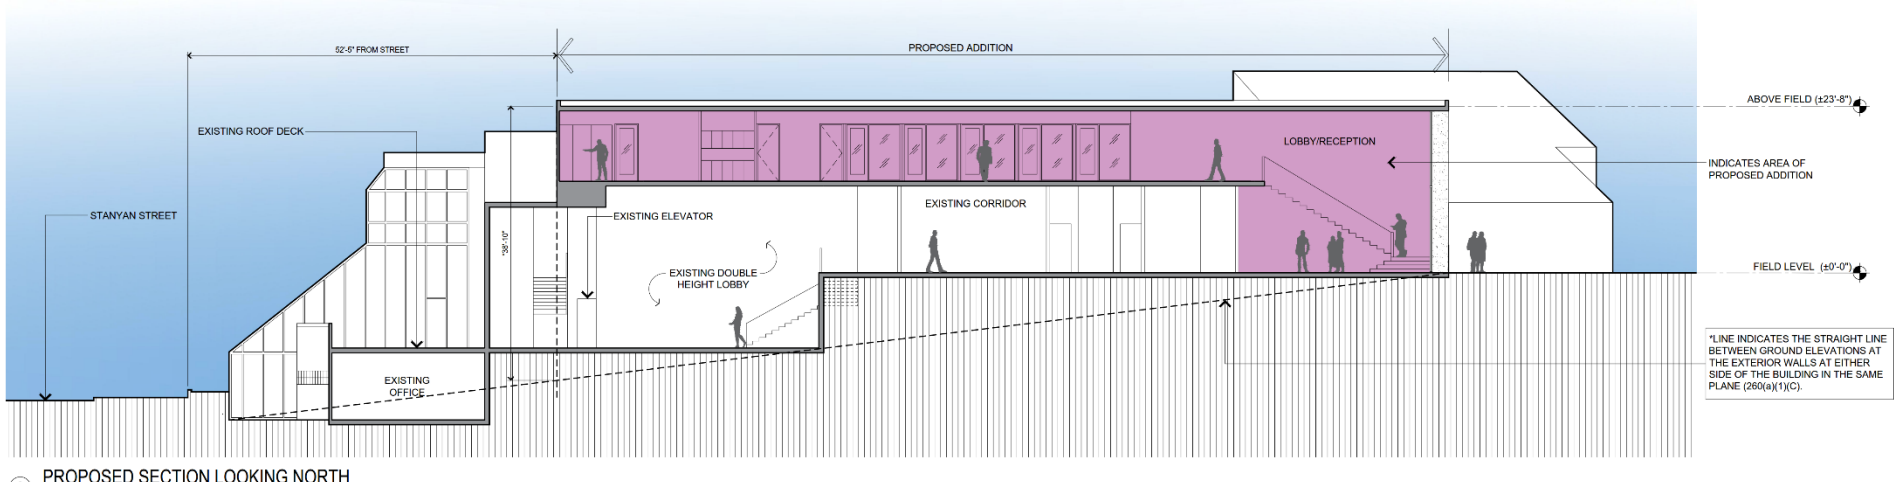 52'-5" FROM STREET
PROPOSED ADDITION
ABOVE FIELD (±23'-8")
EXISTING ROOF DECK
LOBBY/RECEPTION
INDICATES AREA OF
PROPOSED ADDITION
STANYAN STREET
EXISTING ELEVATOR
EXISTING CORRIDOR
*38'-10"
EXISTING DOUBLE
HEIGHT LOBBY
FIELD LEVEL (±0'-0")
*LINE INDICATES THE STRAIGHT LINE
BETWEEN GROUND ELEVATIONS AT
THE EXTERIOR WALLS AT EITHER
SIDE OF THE BUILDING IN THE SAME
PLANE (260(a)(1)(C).
EXISTING
OFFICE
PROPOSED SECTION LOOKING NORTH